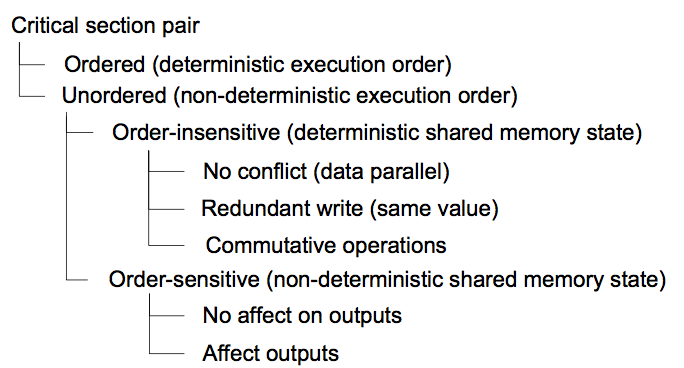 Critical section pair
Ordered (deterministic execution order)
Unordered (non-deterministic execution order)
Order-insensitive (deterministic shared memory state)
No conflict (data parallel)
Redundant write (same value)
Commutative operations
Order-sensitive (non-deterministic shared memory state)
No affect on outputs
Affect outputs